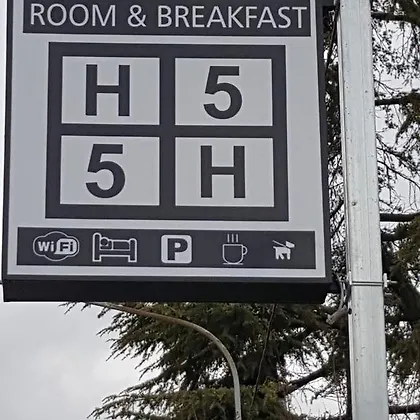 ROOM & BREAKFAST
H 5
5 H
WiFi P